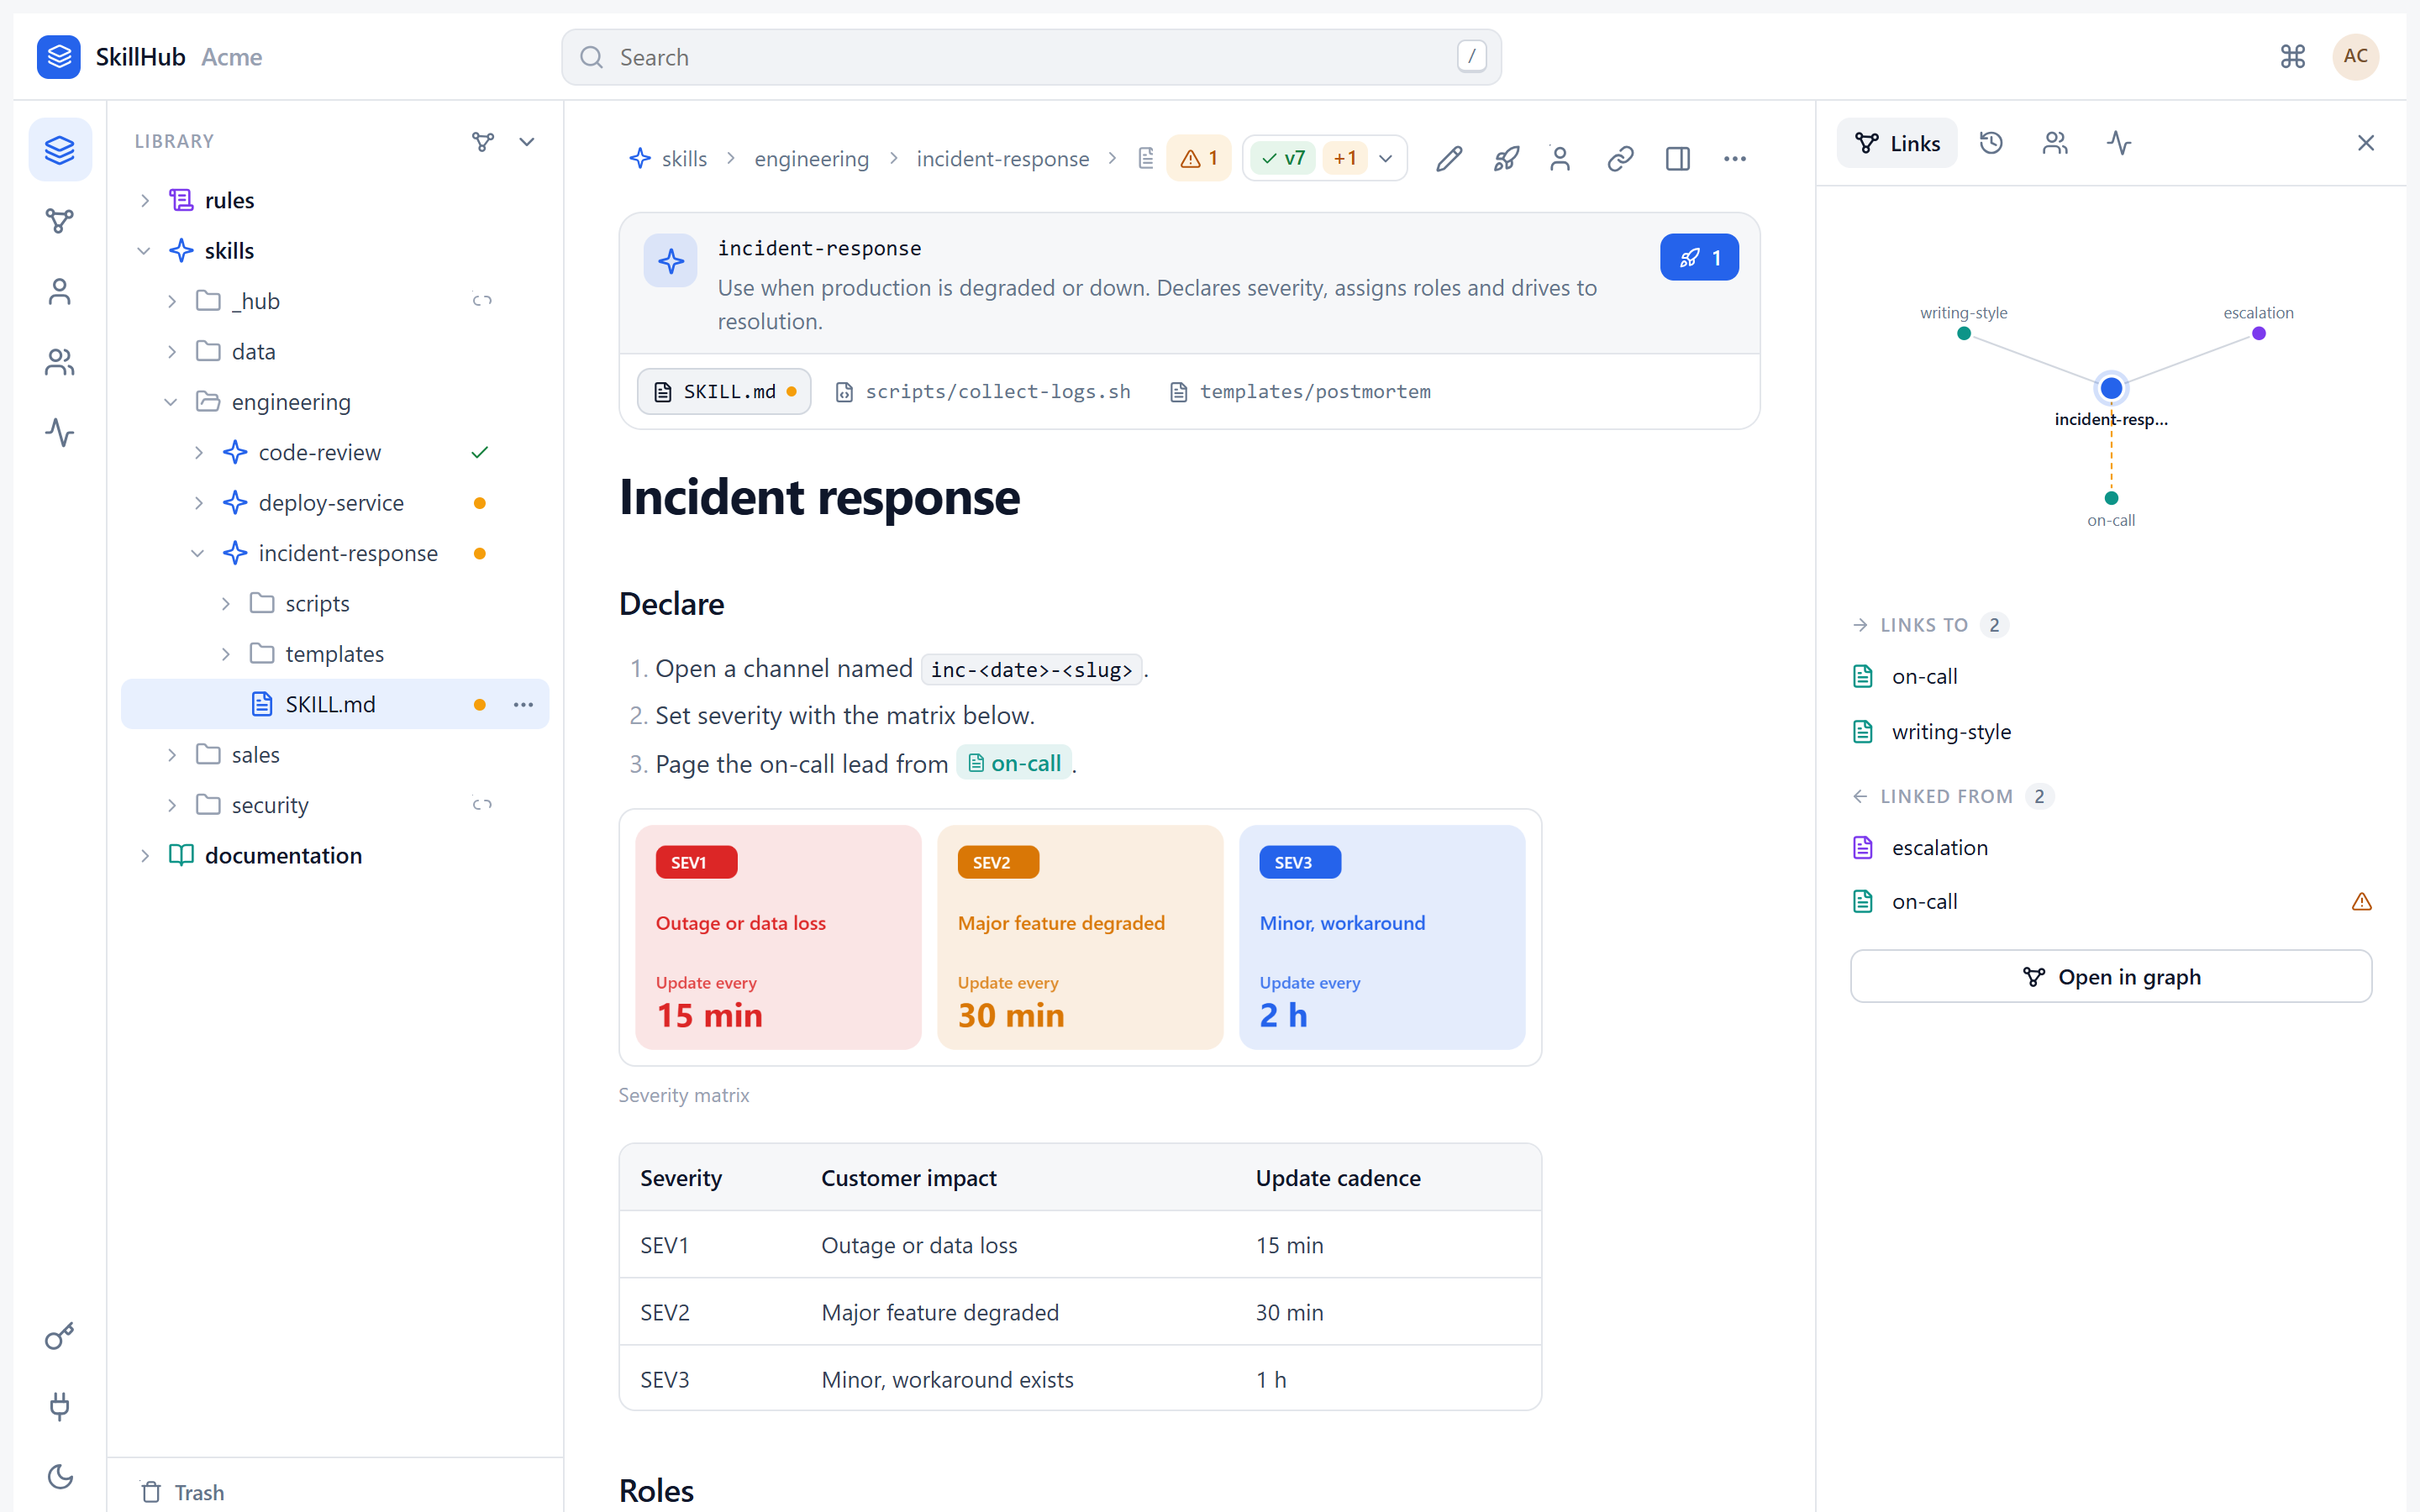 SkillHub Acme
Search
/
AC
LIBRARY
rules
skills
_hub
data
engineering
code-review
deploy-service
incident-response
scripts
templates
SKILL.md
sales
security
documentation
Trash
skills
engineering
incident-response
1
v7
+1
incident-response
Use when production is degraded or down. Declares severity, assigns roles and drives to
resolution.
1
SKILL.md
scripts/collect-logs.sh
templates/postmortem
Incident response
Declare
1. Open a channel named inc-<date>-<slug>.
2. Set severity with the matrix below.
3. Page the on-call lead from on-call.
SEV1
Outage or data loss
Update every
15 min
SEV2
Major feature degraded
Update every
30 min
SEV3
Minor, workaround
Update every
2 h
Severity matrix
Severity Customer impact Update cadence
SEV1 Outage or data loss 15 min
SEV2 Major feature degraded 30 min
SEV3 Minor, workaround exists 1 h
Roles
Links
writing-style
escalation
incident-resp...
on-call
LINKS TO 2
on-call
writing-style
LINKED FROM 2
escalation
on-call
Open in graph